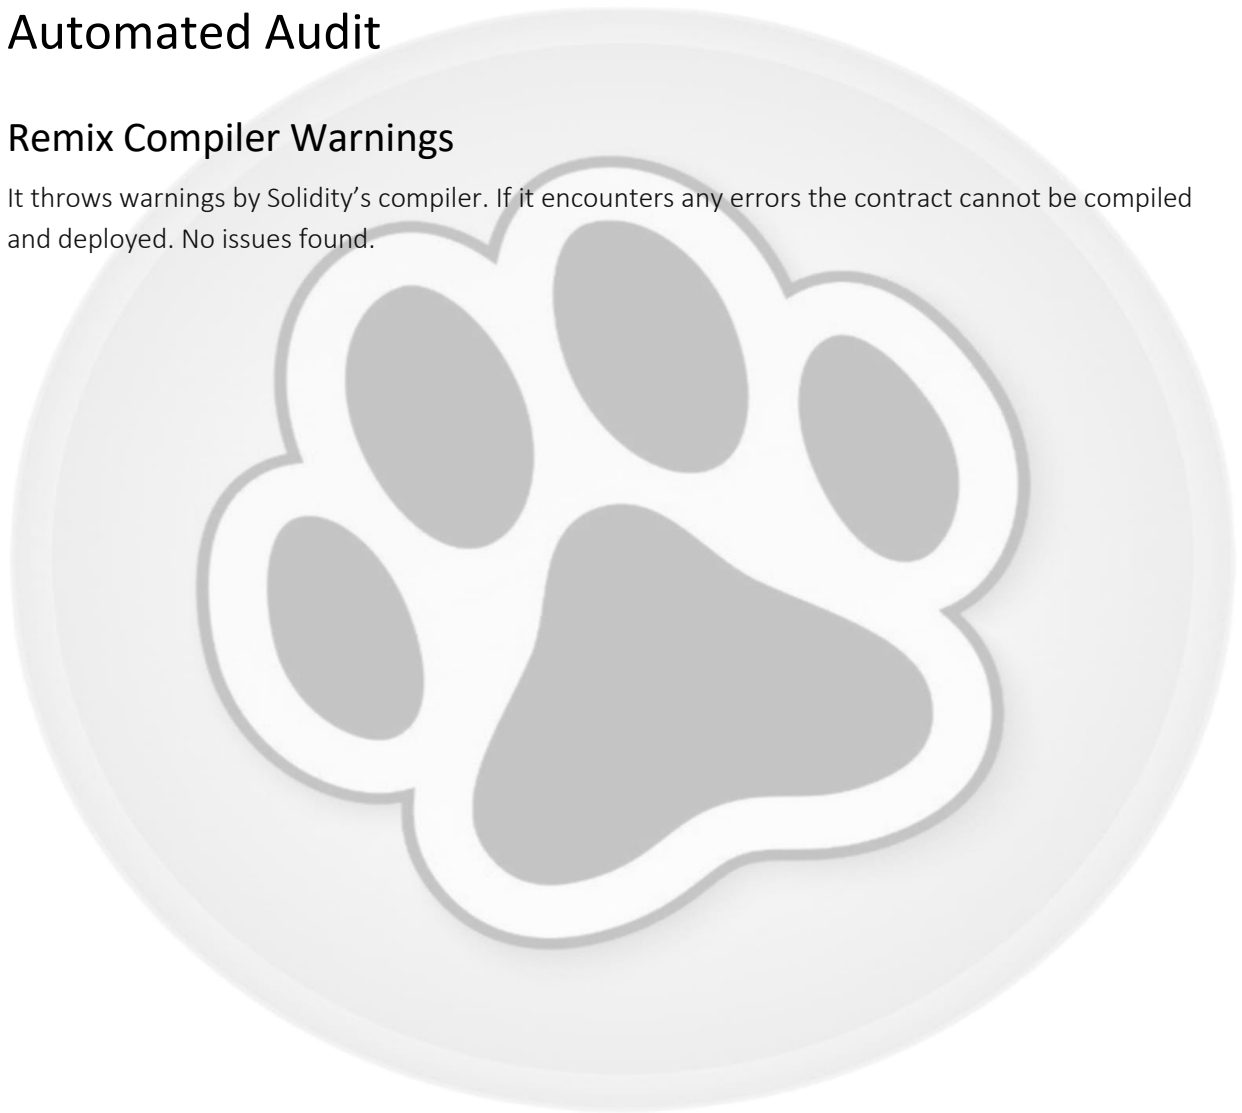 Automated Audit
Remix Compiler Warnings
It throws warnings by Solidity’s compiler. If it encounters any errors the contract cannot be compiled
and deployed. No issues found.